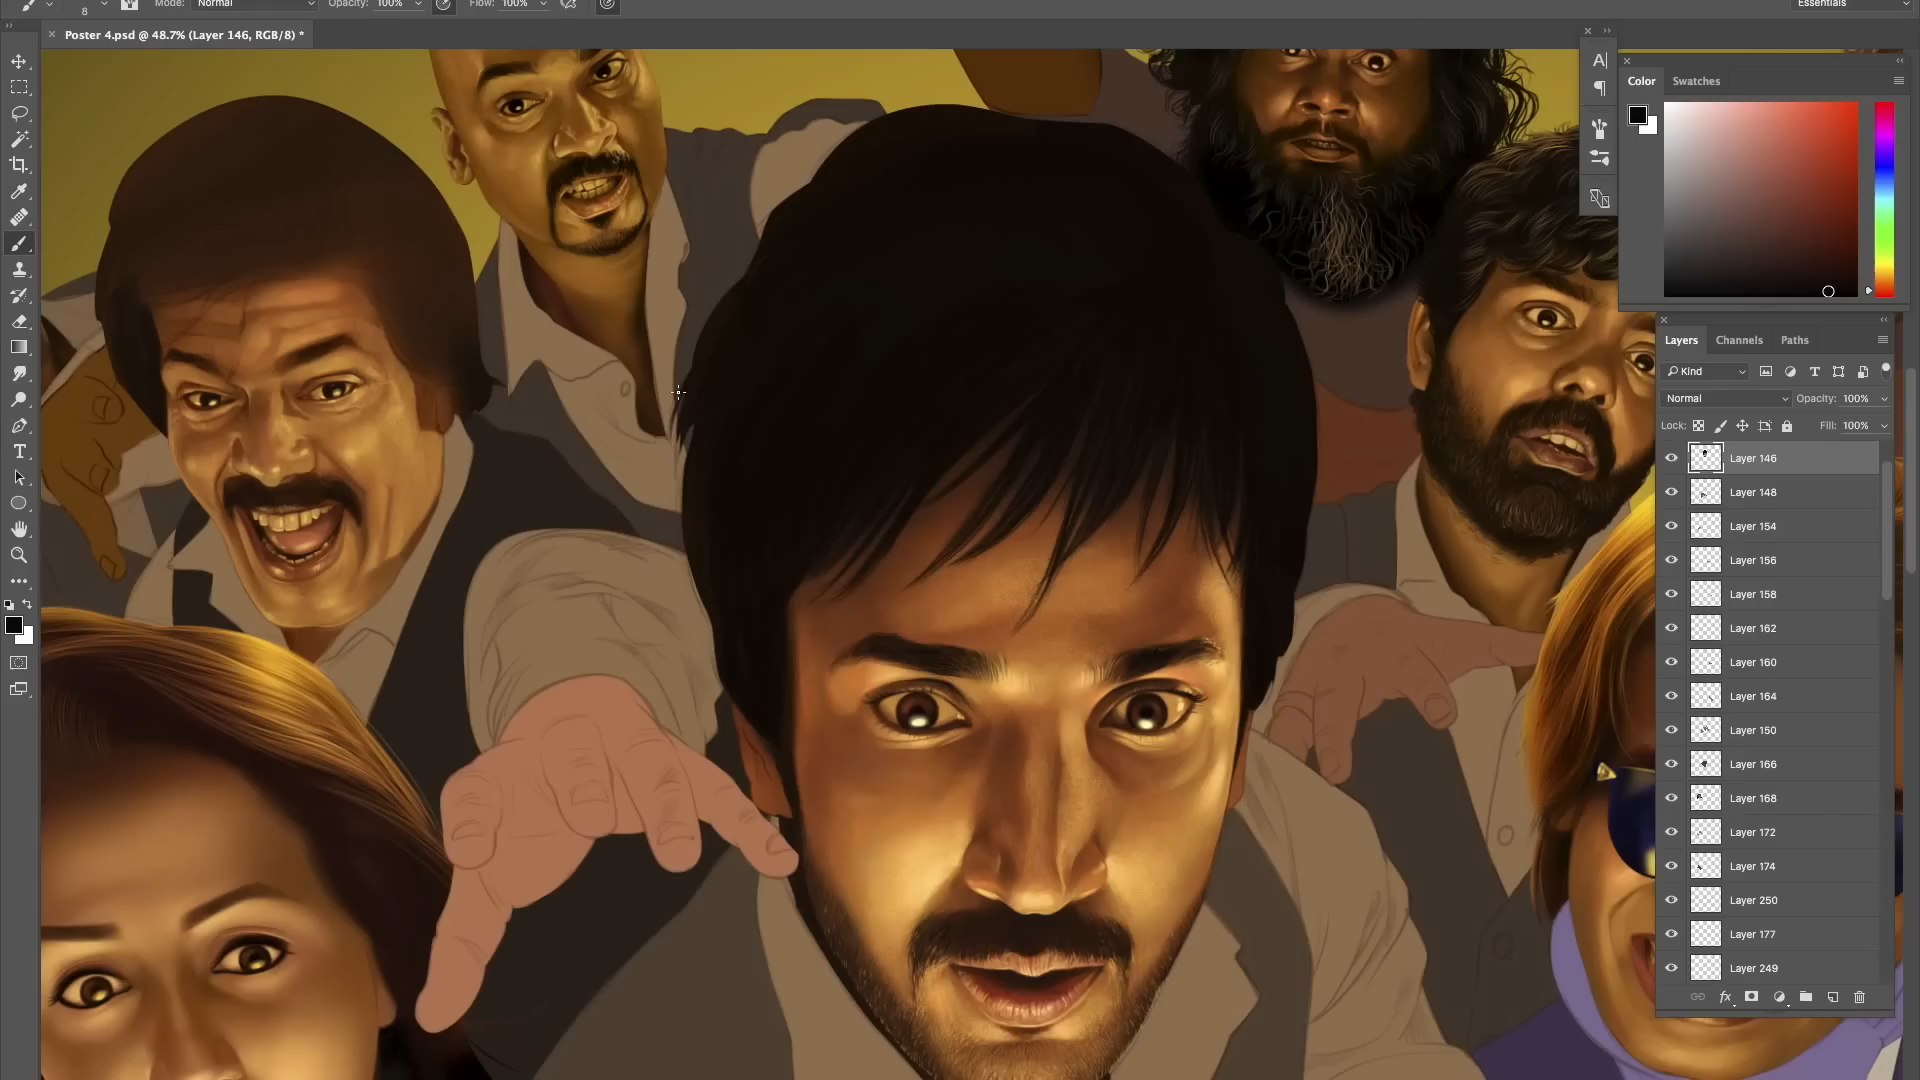 8 Mode: Normal Opacity: 100% Flow: 100% Essentials
× Poster 4.psd @ 48.7% (Layer 146, RGB/8) *
Color Swatches
Layers Channels Paths
Kind
Normal Opacity: 100%
Lock: Fill: 100%
Layer 146
Layer 148
Layer 154
Layer 156
Layer 158
Layer 162
Layer 160
Layer 164
Layer 150
Layer 166
Layer 168
Layer 172
Layer 174
Layer 250
Layer 177
Layer 249